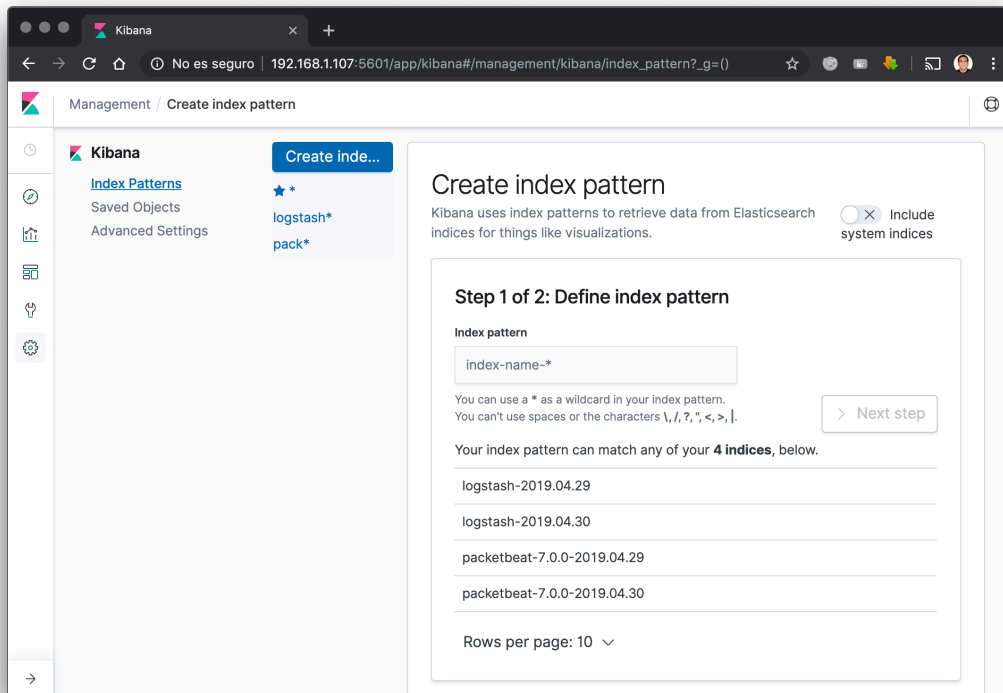 Kibana
No es seguro | 192.168.1.107:5601/app/kibana#/management/kibana/index_pattern?_g=()
Management / Create index pattern
Kibana
Index Patterns
Saved Objects
Advanced Settings
Create inde...
*
logstash*
pack*
Create index pattern
Kibana uses index patterns to retrieve data from Elasticsearch
indices for things like visualizations.
Include
system indices
Step 1 of 2: Define index pattern
Index pattern
index-name-*
You can use a * as a wildcard in your index pattern.
You can't use spaces or the characters \, /, ?, ", <, >, |.
Next step
Your index pattern can match any of your 4 indices, below.
logstash-2019.04.29
logstash-2019.04.30
packetbeat-7.0.0-2019.04.29
packetbeat-7.0.0-2019.04.30
Rows per page: 10